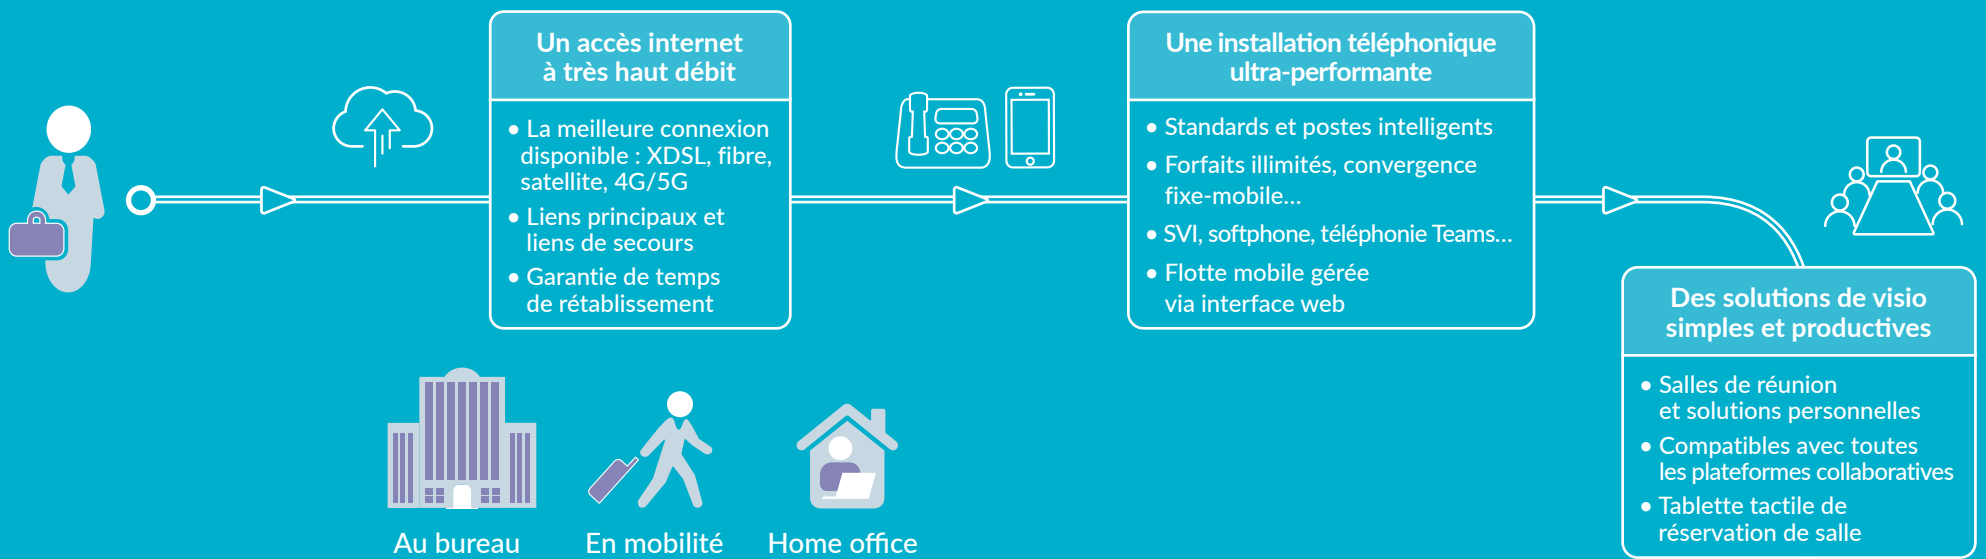 Un accès internet
à très haut débit
• La meilleure connexion
disponible : XDSL, fibre,
satellite, 4G/5G
• Liens principaux et
liens de secours
• Garantie de temps
de rétablissement
Une installation téléphonique
ultra-performante
• Standards et postes intelligents
• Forfaits illimités, convergence
fixe-mobile...
• SVI, softphone, téléphonie Teams...
• Flotte mobile gérée
via interface web
Des solutions de visio
simples et productives
• Salles de réunion
et solutions personnelles
• Compatibles avec toutes
les plateformes collaboratives
• Tablette tactile de
réservation de salle
Au bureau
En mobilité
Home office